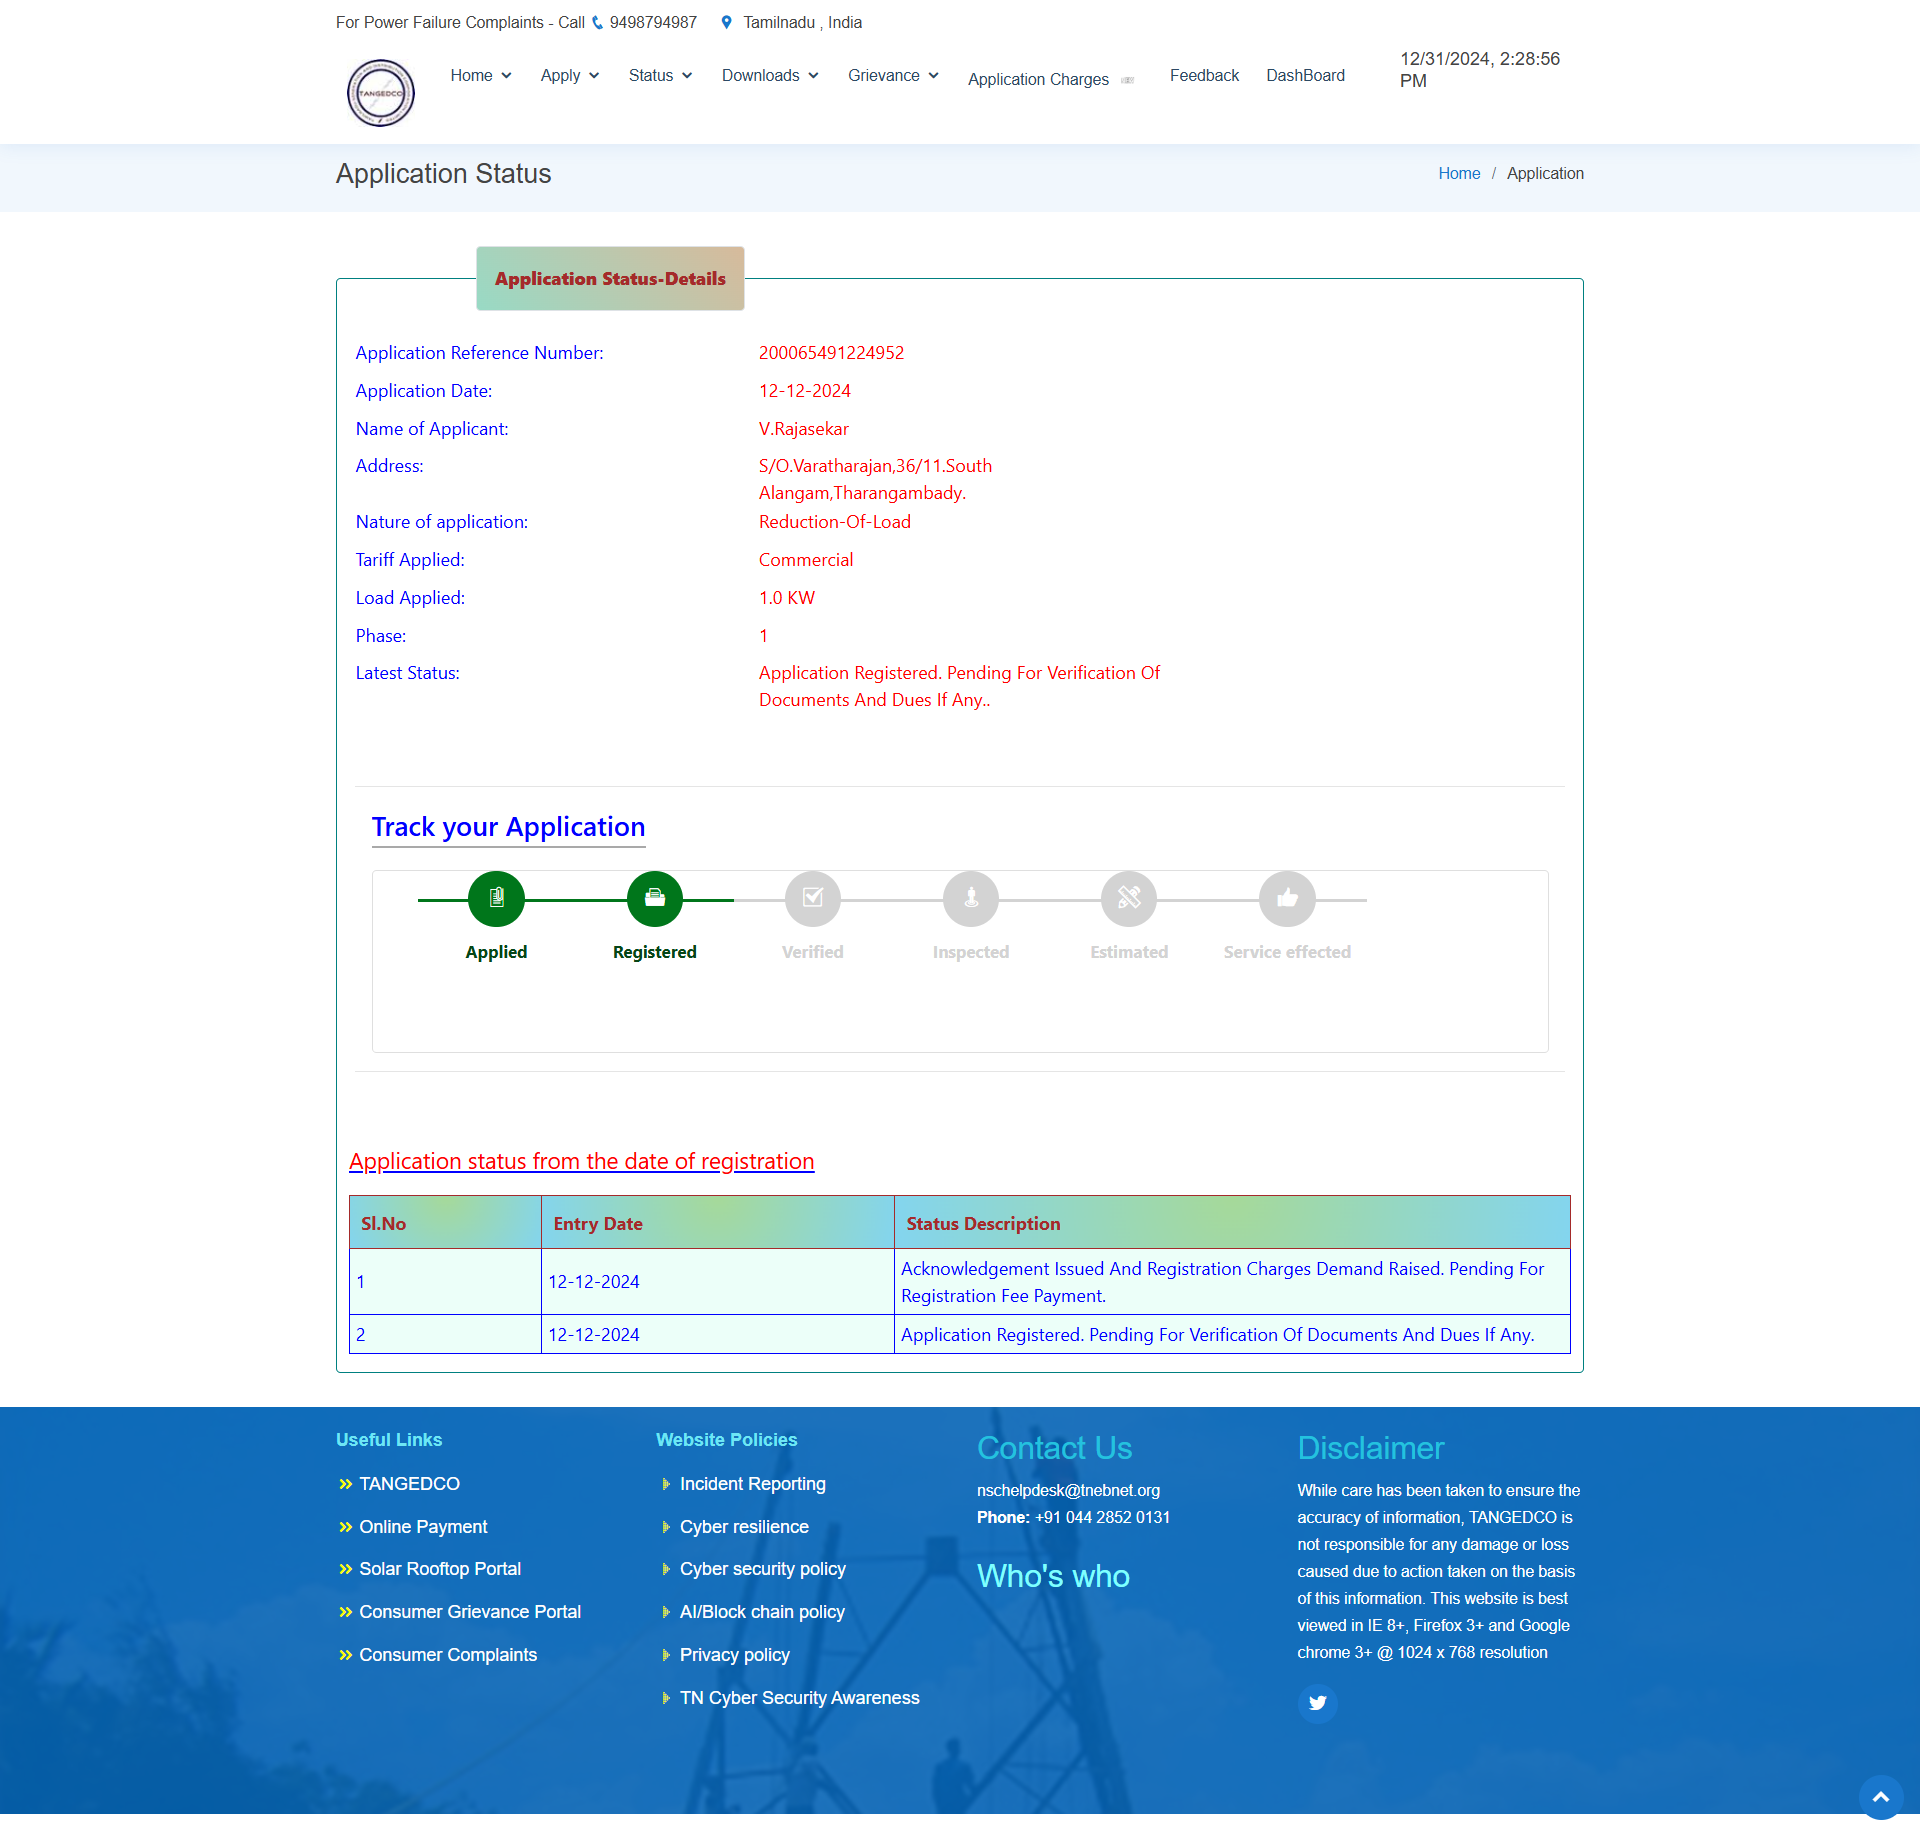 For Power Failure Complaints - Call 9498794987 Tamilnadu , India
TANGEDCO
Home Apply Status Downloads Grievance Application Charges Feedback DashBoard
12/31/2024, 2:28:56
PM
Application Status
Home / Application
Application Status-Details
Application Reference Number: 200065491224952
Application Date: 12-12-2024
Name of Applicant: V.Rajasekar
Address: S/O.Varatharajan,36/11.South
Alangam,Tharangambady.
Nature of application: Reduction-Of-Load
Tariff Applied: Commercial
Load Applied: 1.0 KW
Phase: 1
Latest Status: Application Registered. Pending For Verification Of
Documents And Dues If Any..
Track your Application
Applied Registered Verified Inspected Estimated Service effected
Application status from the date of registration
Sl.No Entry Date Status Description
1 12-12-2024 Acknowledgement Issued And Registration Charges Demand Raised. Pending For
Registration Fee Payment.
2 12-12-2024 Application Registered. Pending For Verification Of Documents And Dues If Any.
Useful Links
TANGEDCO
Online Payment
Solar Rooftop Portal
Consumer Grievance Portal
Consumer Complaints
Website Policies
Incident Reporting
Cyber resilience
Cyber security policy
AI/Block chain policy
Privacy policy
TN Cyber Security Awareness
Contact Us
nschelpdesk@tnebnet.org
Phone: +91 044 2852 0131
Who's who
Disclaimer
While care has been taken to ensure the
accuracy of information, TANGEDCO is
not responsible for any damage or loss
caused due to action taken on the basis
of this information. This website is best
viewed in IE 8+, Firefox 3+ and Google
chrome 3+ @ 1024 x 768 resolution